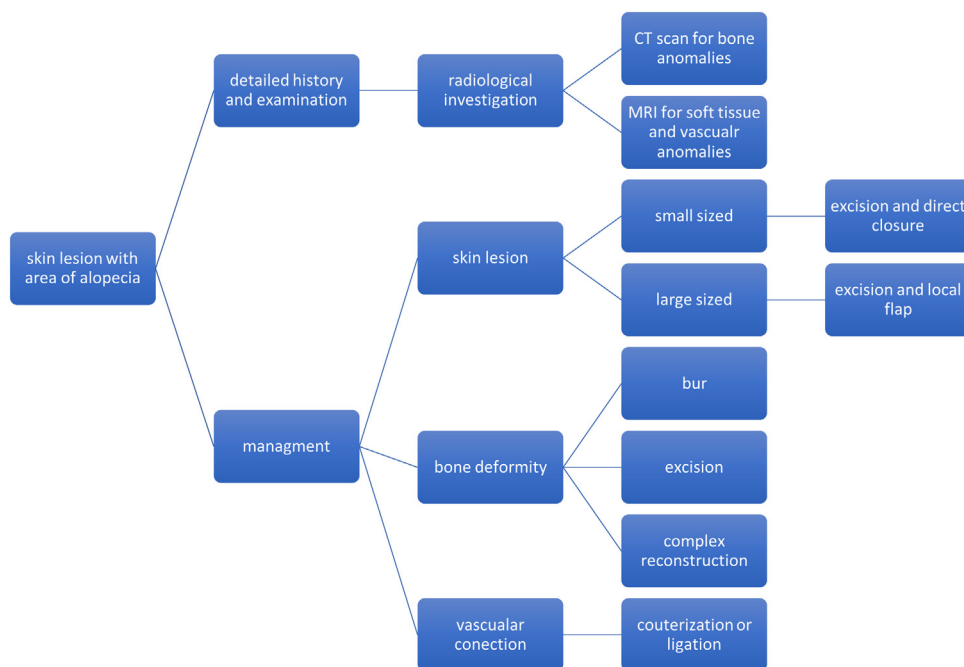 skin lesion with
area of alopecia
detailed history
and examination
radiological
investigation
CT scan for bone
anomalies
MRI for soft tissue
and vascualr
anomalies
managment
skin lesion
small sized
excision and direct
closure
large sized
excision and local
flap
bone deformity
bur
excision
complex
reconstruction
vascualar
conection
couterization or
ligation